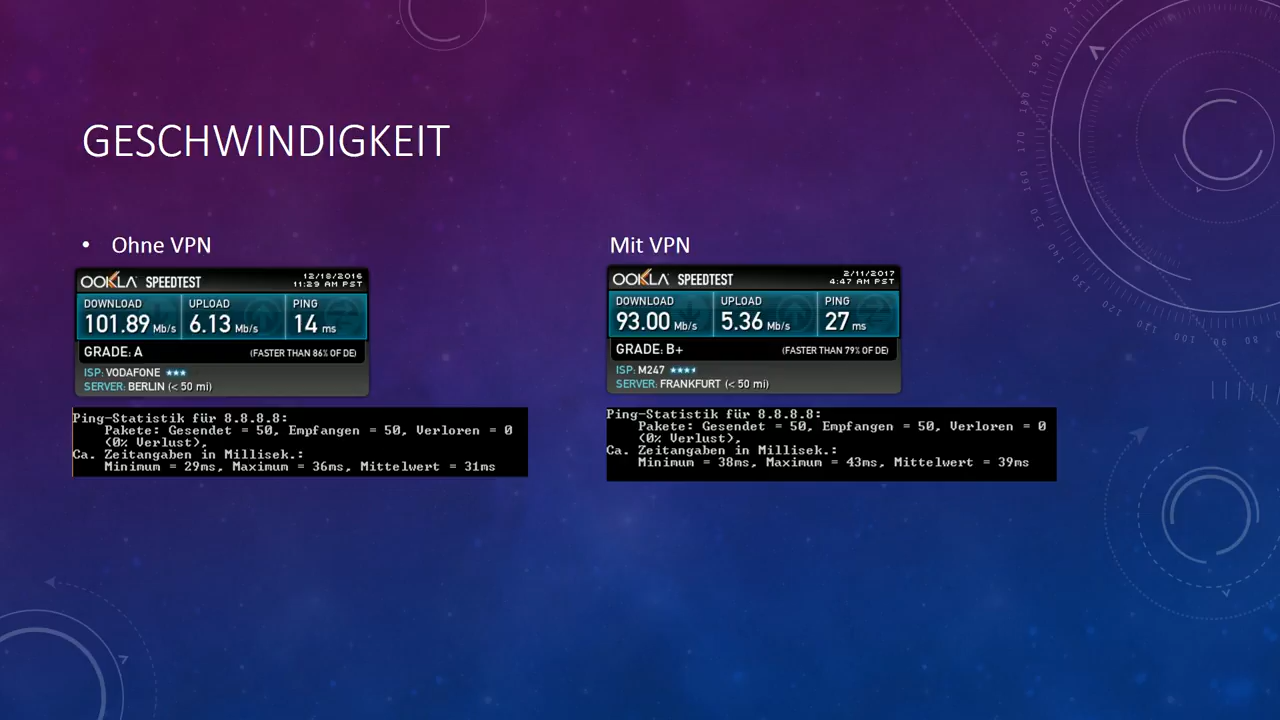 GESCHWINDIGKEIT
• Ohne VPN
OOKLA SPEEDTEST 12/18/2016 11:29 AM PST
DOWNLOAD UPLOAD PING
101.89 Mb/s 6.13 Mb/s 14 ms
GRADE: A (FASTER THAN 86% OF DE)
ISP: VODAFONE
SERVER: BERLIN (< 50 mi)
Ping-Statistik für 8.8.8.8:
Pakete: Gesendet = 50, Empfangen = 50, Verloren = 0
(0% Verlust),
Ca. Zeitangaben in Millisek.:
Minimum = 29ms, Maximum = 36ms, Mittelwert = 31ms
Mit VPN
OOKLA SPEEDTEST 2/11/2017 4:47 AM PST
DOWNLOAD UPLOAD PING
93.00 Mb/s 5.36 Mb/s 27 ms
GRADE: B+ (FASTER THAN 79% OF DE)
ISP: M247
SERVER: FRANKFURT (< 50 mi)
Ping-Statistik für 8.8.8.8:
Pakete: Gesendet = 50, Empfangen = 50, Verloren = 0
(0% Verlust),
Ca. Zeitangaben in Millisek.:
Minimum = 38ms, Maximum = 43ms, Mittelwert = 39ms